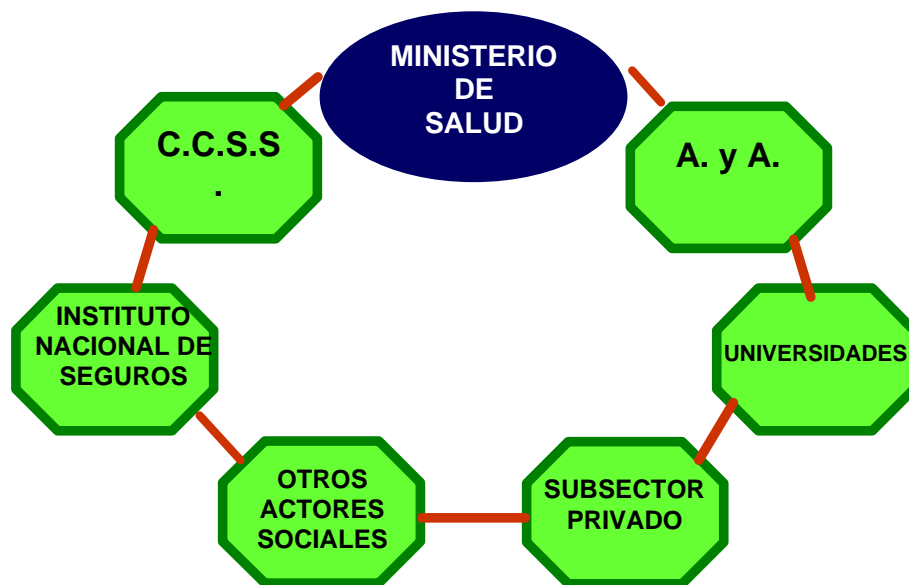 MINISTERIO
DE
SALUD
C.C.S.S
.
A. y A.
INSTITUTO
NACIONAL DE
SEGUROS
UNIVERSIDADES
OTROS
ACTORES
SOCIALES
SUBSECTOR
PRIVADO